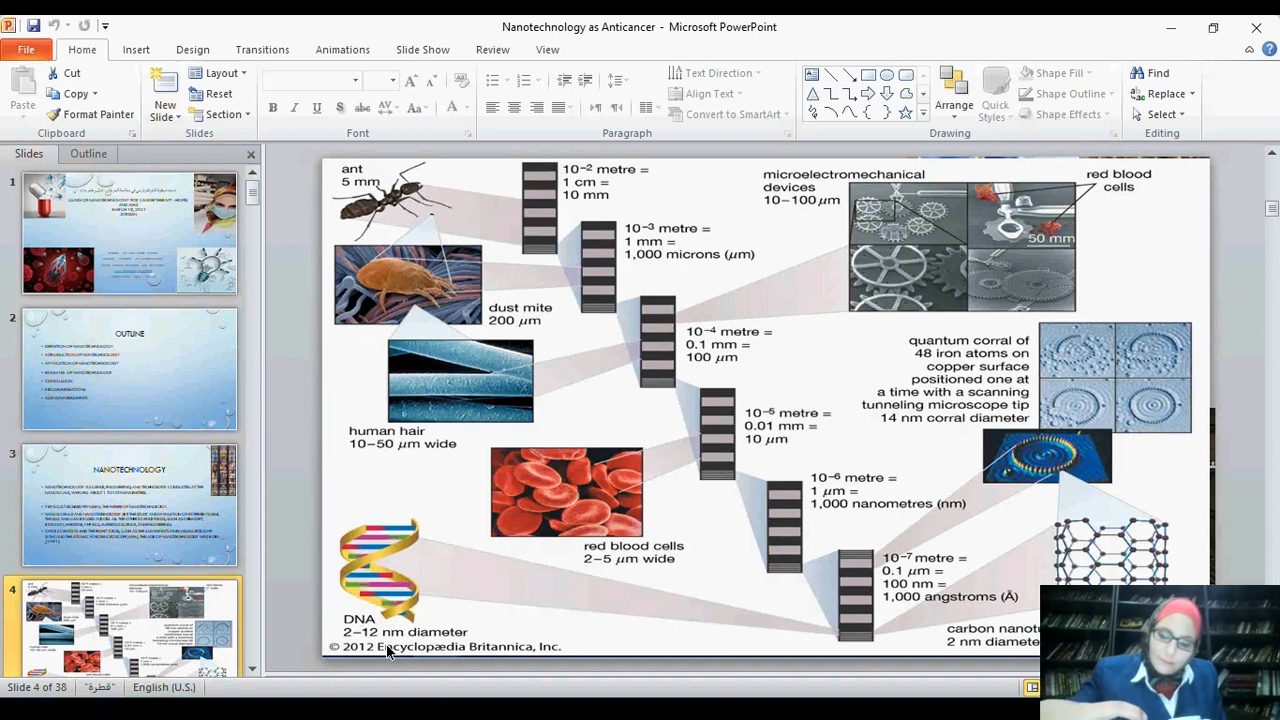 Nanotechnology as Anticancer - Microsoft PowerPoint
File Home Insert Design Transitions Animations Slide Show Review View
Paste
Cut
Copy
Format Painter
Clipboard
New Slide
Layout
Reset
Section
Slides
Font
Paragraph
Text Direction
Align Text
Convert to SmartArt
Arrange
Quick Styles
Shape Fill
Shape Outline
Shape Effects
Drawing
Find
Replace
Select
Editing
Slides Outline
1
2
OUTLINE
3
NANOTECHNOLOGY
4
ant
5 mm
10⁻² metre =
1 cm =
10 mm
10⁻³ metre =
1 mm =
1,000 microns (µm)
microelectromechanical
devices
10–100 µm
red blood
cells
50 mm
dust mite
200 µm
10⁻⁴ metre =
0.1 mm =
100 µm
quantum corral of
48 iron atoms on
copper surface
positioned one at
a time with a scanning
tunneling microscope tip
14 nm corral diameter
human hair
10–50 µm wide
10⁻⁵ metre =
0.01 mm =
10 µm
10⁻⁶ metre =
1 µm =
1,000 nanometres (nm)
red blood cells
2–5 µm wide
10⁻⁷ metre =
0.1 µm =
100 nm =
1,000 angstroms (Å)
DNA
2–12 nm diameter
carbon nanot
2 nm diame
© 2012 Encyclopædia Britannica, Inc.
Slide 4 of 38 "قطرة" English (U.S.)